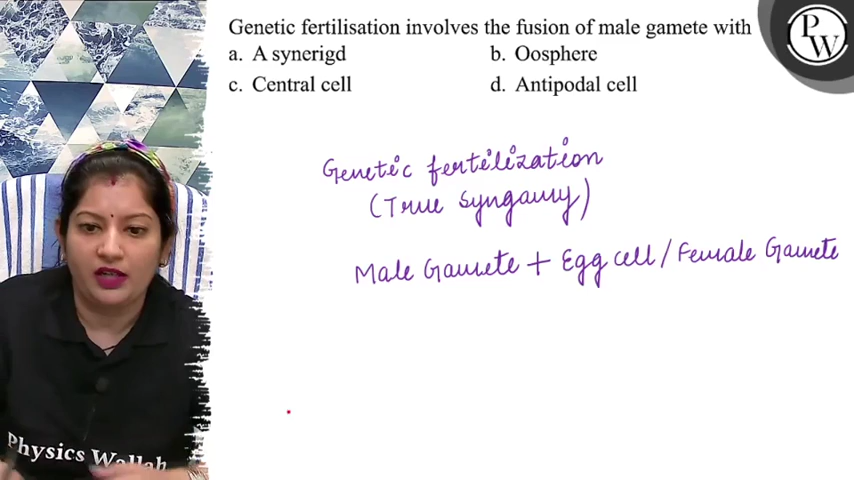 Genetic fertilisation involves the fusion of male gamete with
a. A synerigd b. Oosphere
c. Central cell d. Antipodal cell
Genetic fertilization
(True Syngamy)
Male Gamete + Egg cell / Female Gamete
PW
Physics Wallah